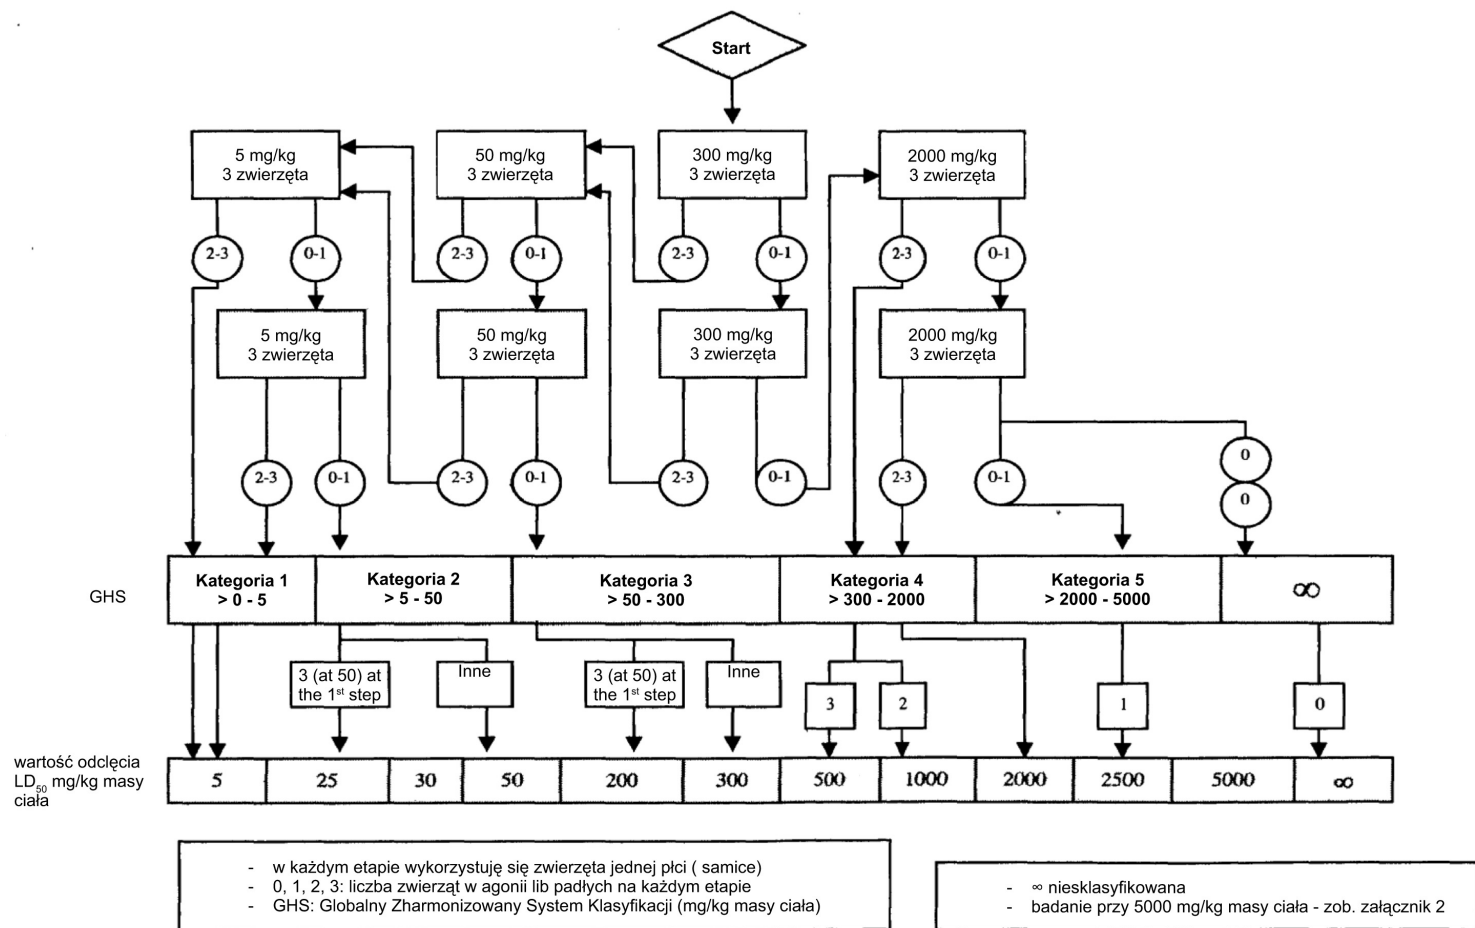 Start
5 mg/kg
3 zwierzęta
50 mg/kg
3 zwierzęta
300 mg/kg
3 zwierzęta
2000 mg/kg
3 zwierzęta
2-3
0-1
2-3
0-1
2-3
0-1
2-3
0-1
5 mg/kg
3 zwierzęta
50 mg/kg
3 zwierzęta
300 mg/kg
3 zwierzęta
2000 mg/kg
3 zwierzęta
2-3
0-1
2-3
0-1
2-3
0-1
2-3
0-1
0
0
GHS
Kategoria 1
> 0 - 5
Kategoria 2
> 5 - 50
Kategoria 3
> 50 - 300
Kategoria 4
> 300 - 2000
Kategoria 5
> 2000 - 5000
∞
3 (at 50) at
the 1st step
Inne
3 (at 50) at
the 1st step
Inne
3
2
1
0
wartość odclęcia
LD50 mg/kg masy
ciała
5
25
30
50
200
300
500
1000
2000
2500
5000
∞
- w każdym etapie wykorzystuję się zwierzęta jednej płci ( samice)
- 0, 1, 2, 3: liczba zwierząt w agonii lib padłych na każdym etapie
- GHS: Globalny Zharmonizowany System Klasyfikacji (mg/kg masy ciała)
- ∞ niesklasyfikowana
- badanie przy 5000 mg/kg masy ciała - zob. załącznik 2